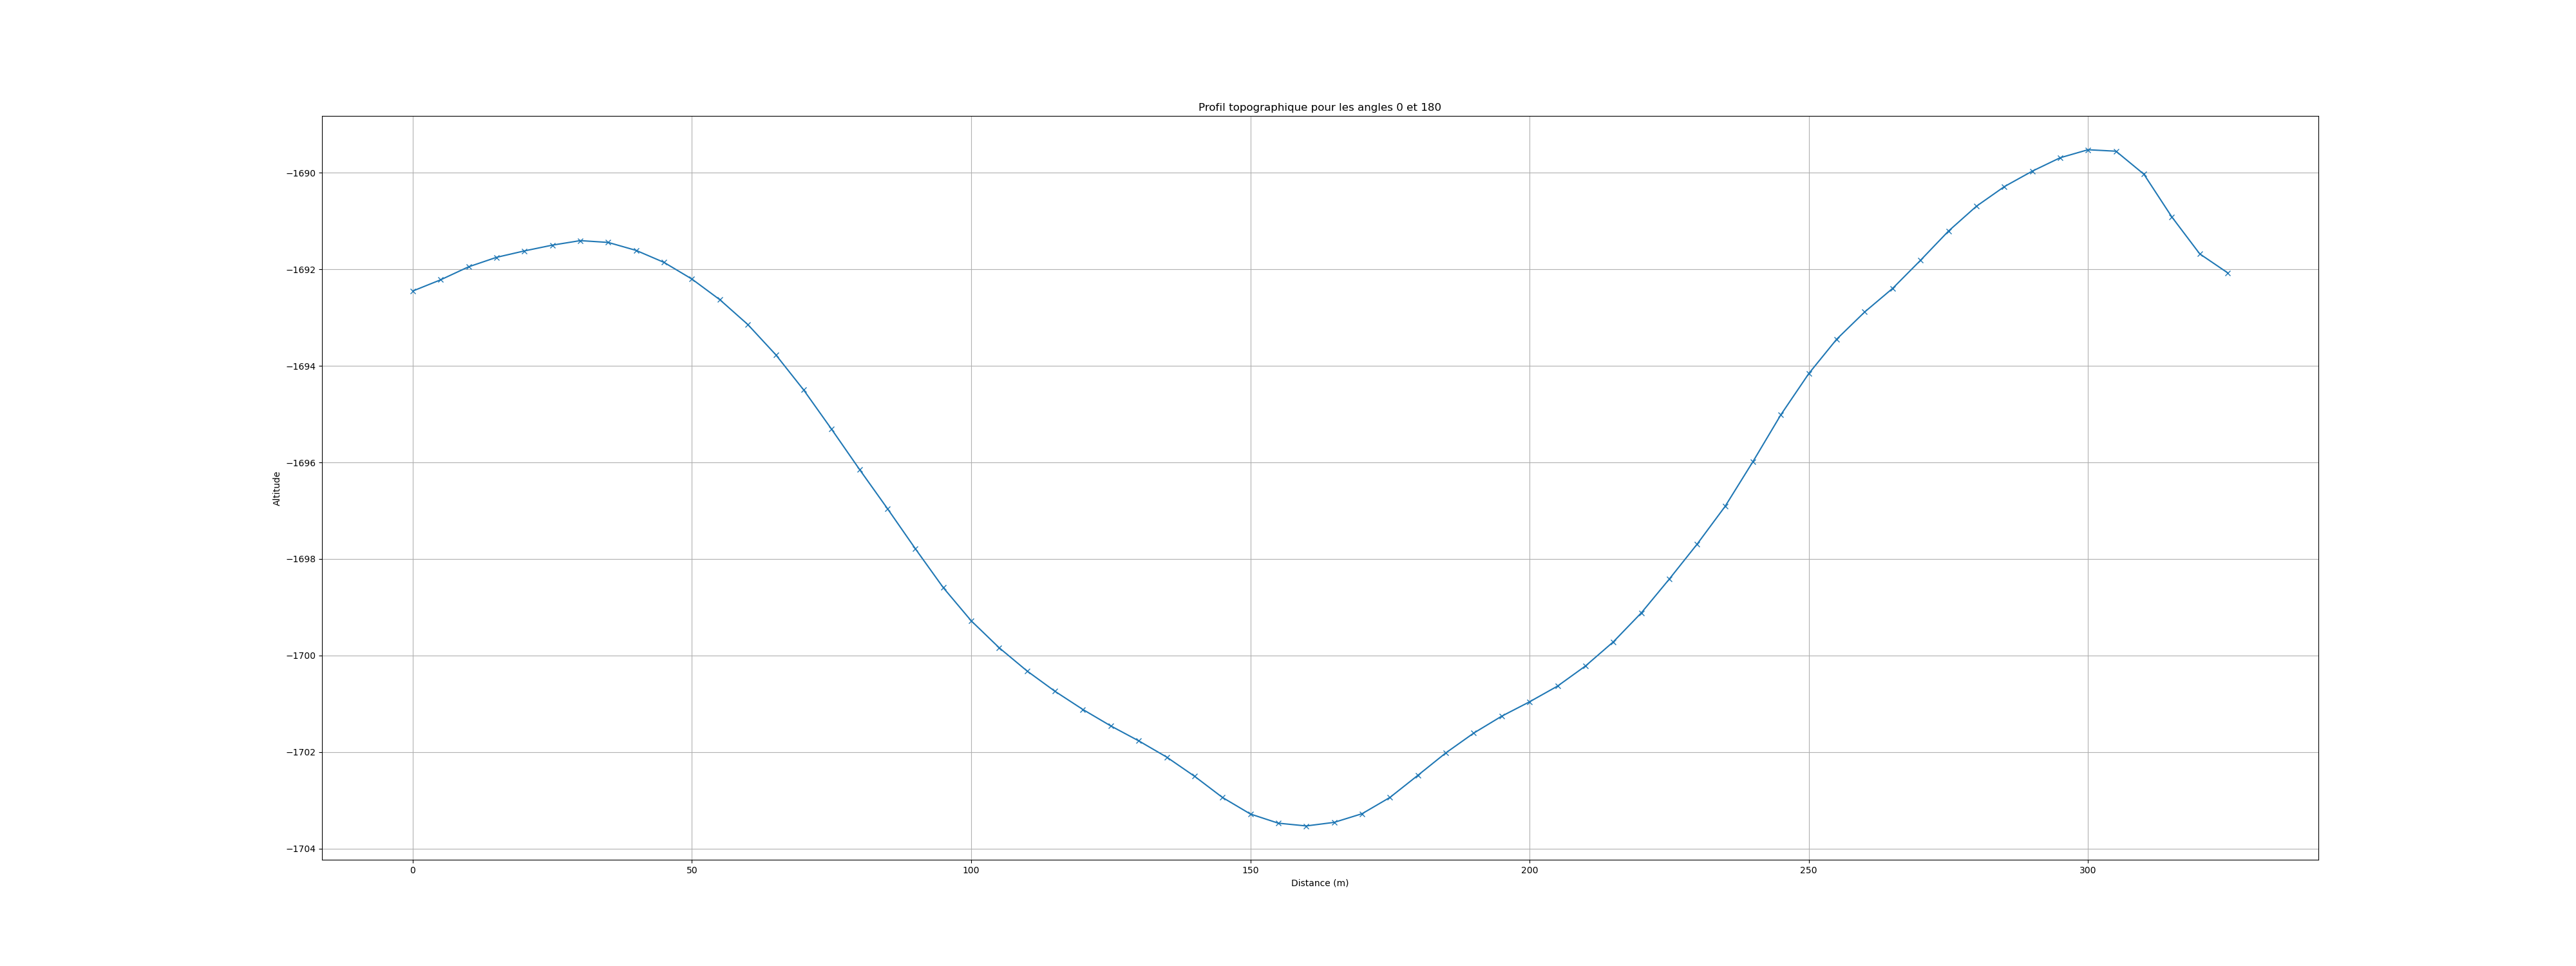 Profil topographique pour les angles 0 et 180
−1690
−1692
−1694
−1696
−1698
−1700
−1702
−1704
Altitude
0 50 100 150 200 250 300
Distance (m)